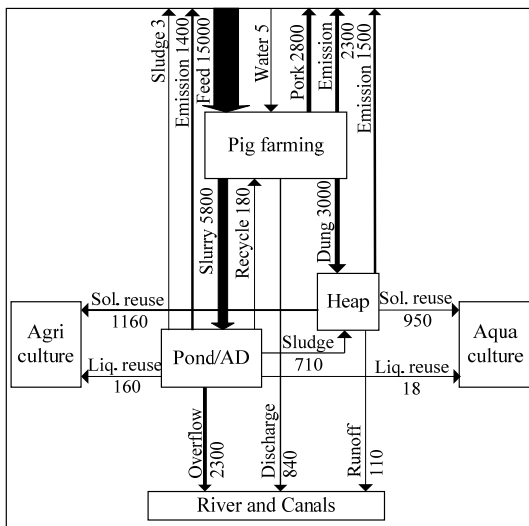 Sludge 3
Emission 1400
Feed 15000
Water 5
Pork 2800
Emission
2300
Emission 1500
Pig farming
Slurry 5800
Recycle 180
Dung 3000
Sol. reuse
1160
Heap
Sol. reuse
950
Agri
culture
Aqua
culture
Pond/AD
Sludge
710
Liq. reuse
160
Liq. reuse
18
Overflow
2300
Discharge
840
Runoff
110
River and Canals